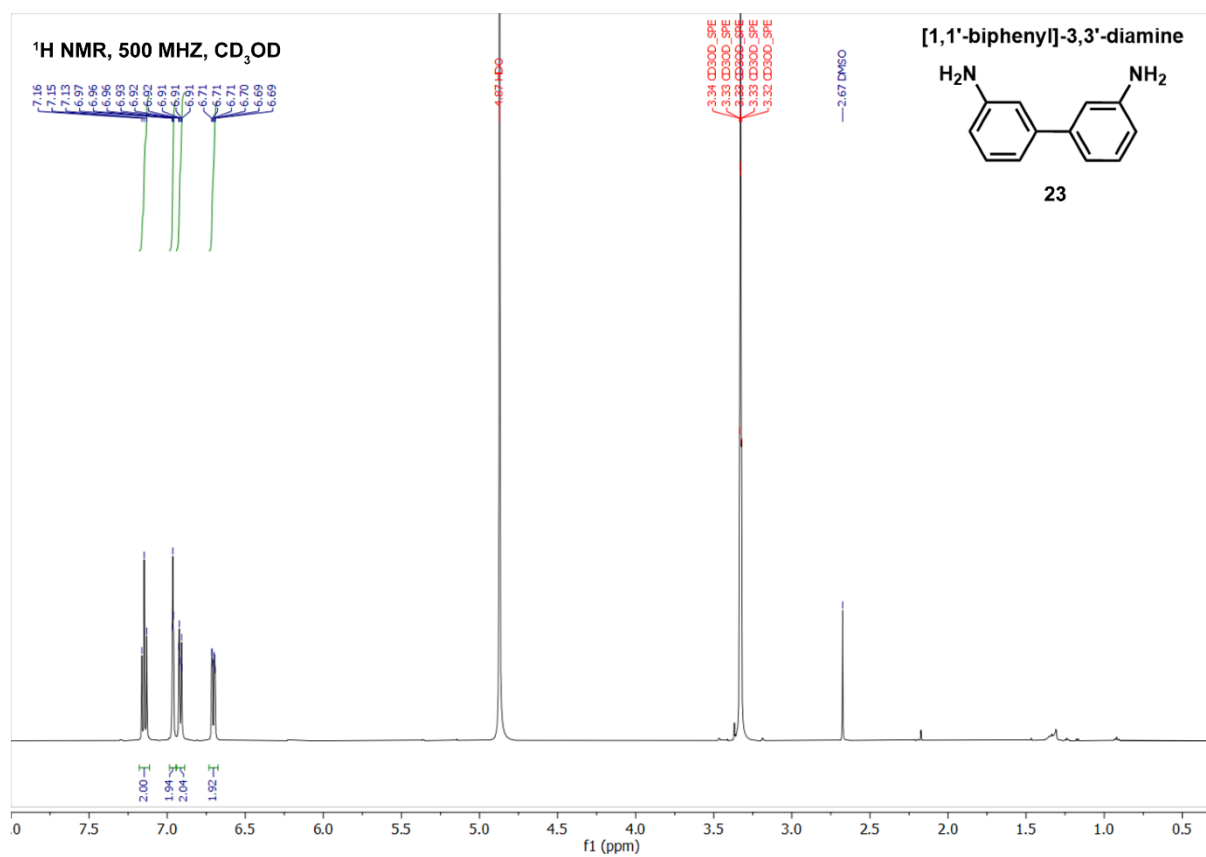 ¹H NMR, 500 MHZ, CD₃OD
[1,1'-biphenyl]-3,3'-diamine
7.16
7.15
7.13
6.97
6.96
6.96
6.93
6.92
6.92
6.91
6.91
6.91
6.71
6.71
6.71
6.70
6.69
6.69
4.87 HDO
3.34 CD3OD_SPE
3.33 CD3OD_SPE
3.33 CD3OD_SPE
3.33 CD3OD_SPE
3.32 CD3OD_SPE
2.67 DMSO
H₂N
NH₂
23
2.00
1.94
2.04
1.92
.0 7.5 7.0 6.5 6.0 5.5 5.0 4.5 4.0 3.5 3.0 2.5 2.0 1.5 1.0 0.5
f1 (ppm)